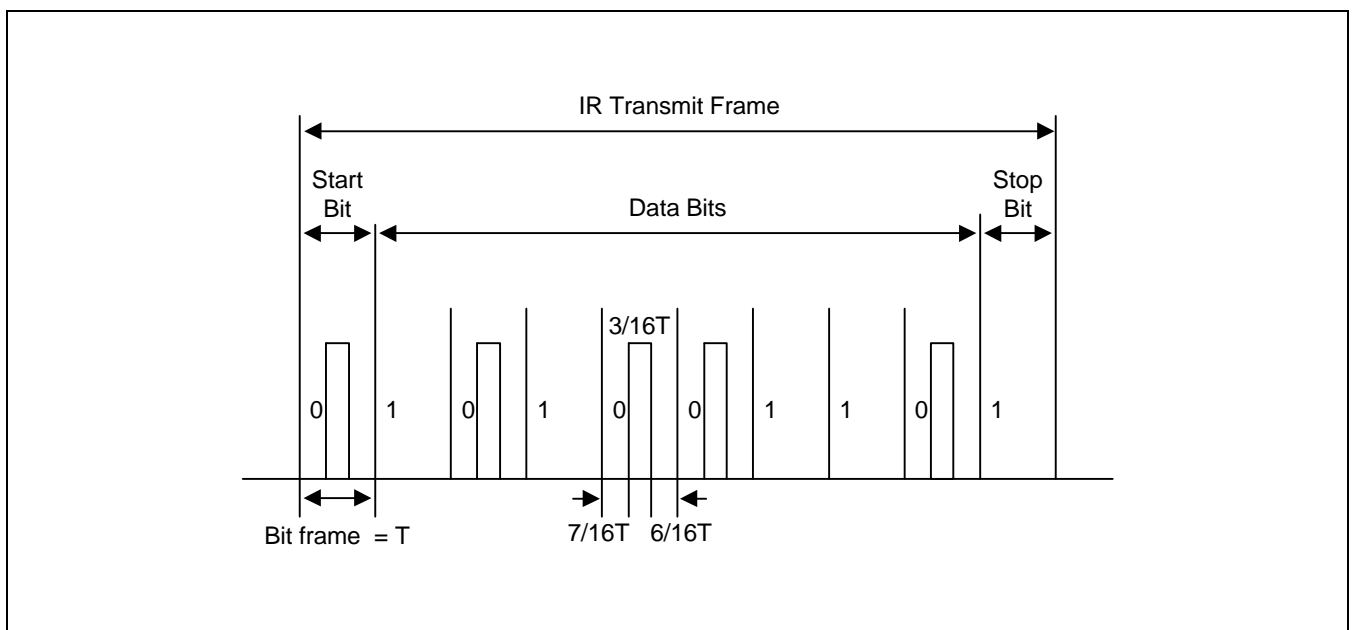 IR Transmit Frame
Start
Bit
Data Bits
Stop
Bit
3/16T
0 1 0 1 0 0 1 1 0 1
Bit frame = T
7/16T 6/16T